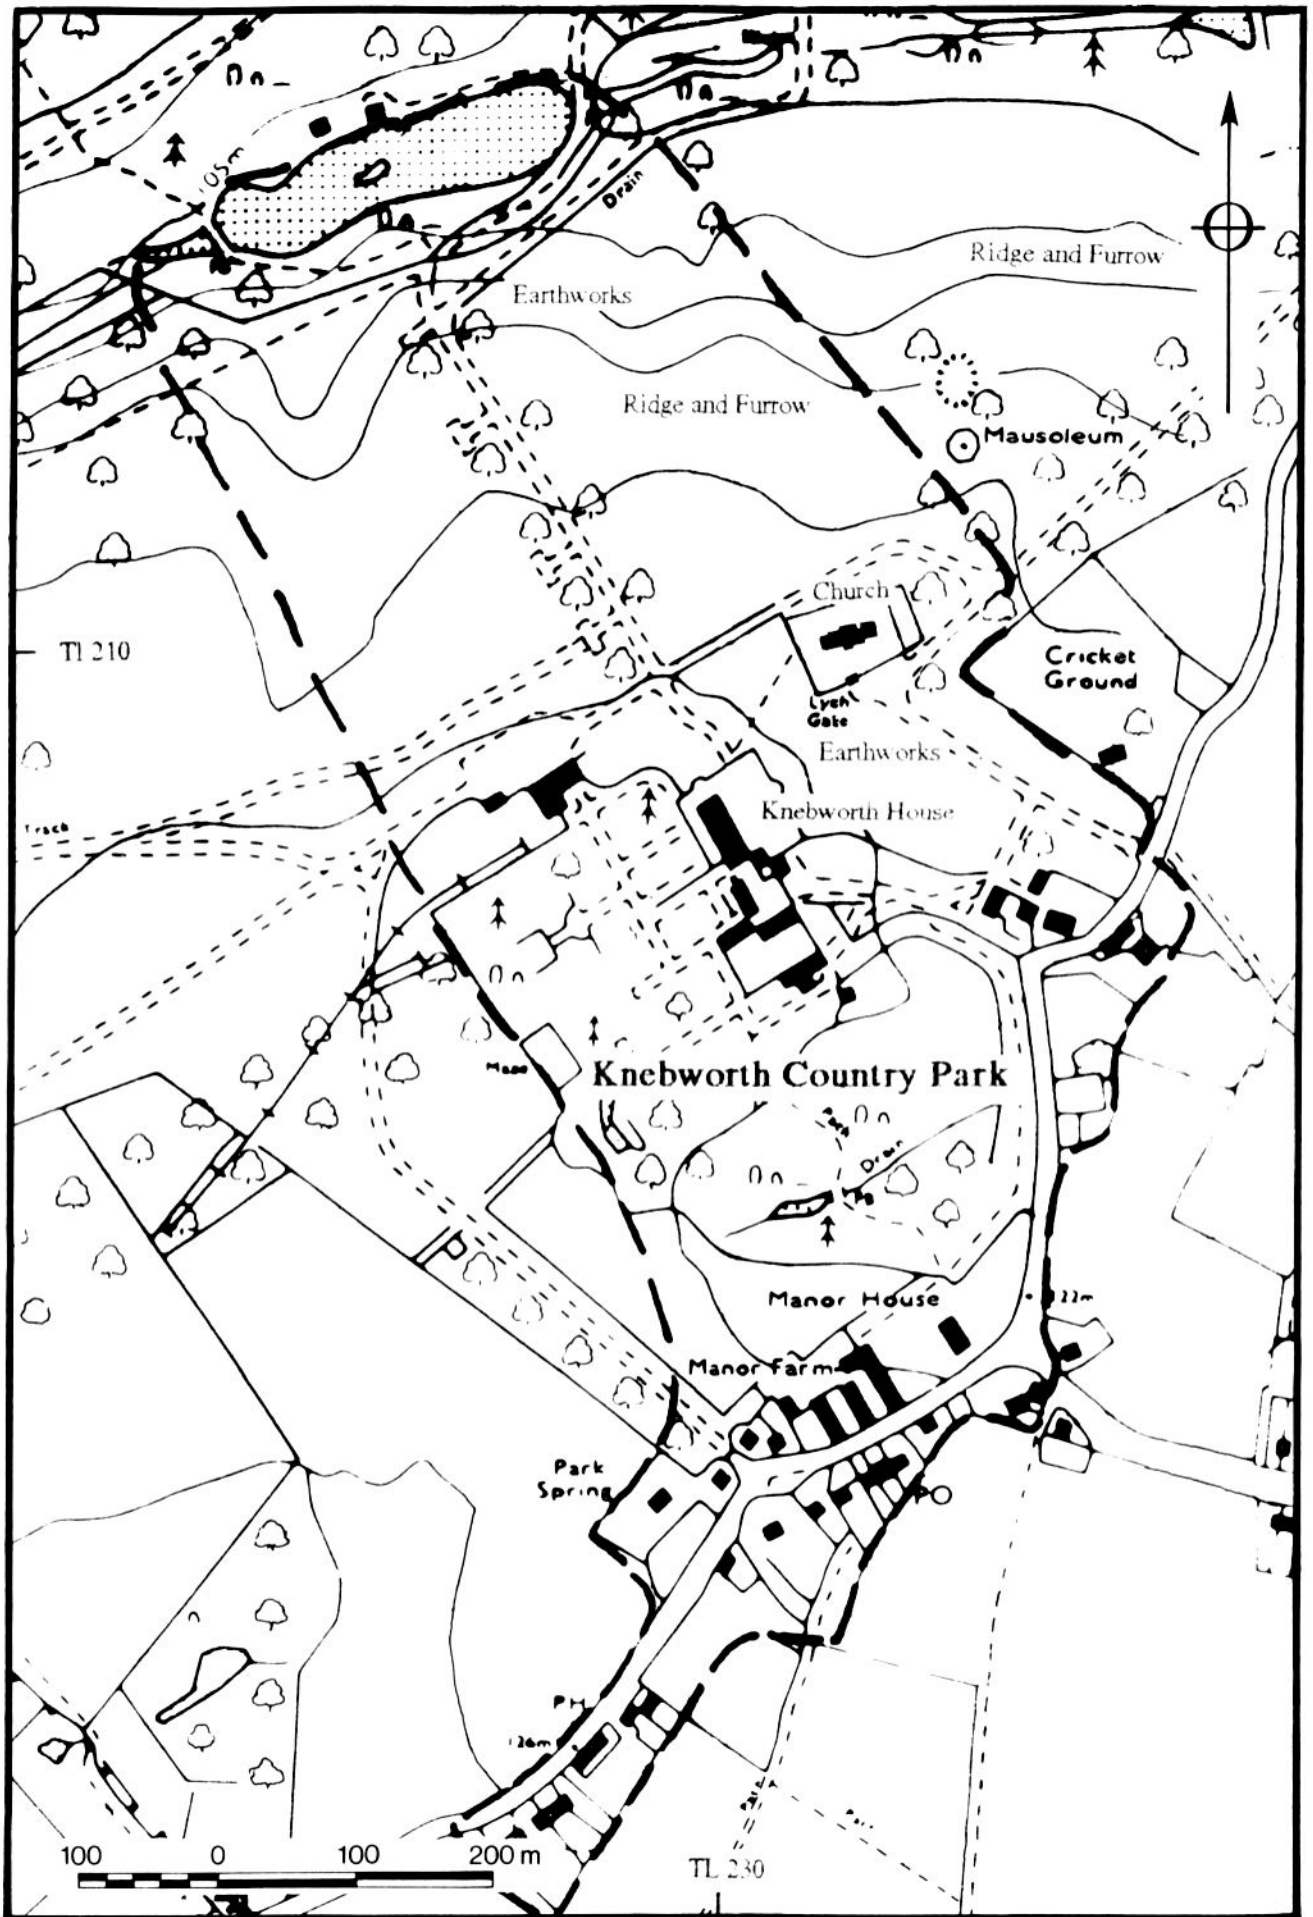 Drain
Ridge and Furrow
Earthworks
Ridge and Furrow
Mausoleum
Church
Tl 210
Cricket
Ground
Lych
Gate
Earthworks
Knebworth House
Track
Knebworth Country Park
Drain
Manor House
22m
Manor Farm
Park
Spring
PO
PH
126m
100 0 100 200 m
TL 230